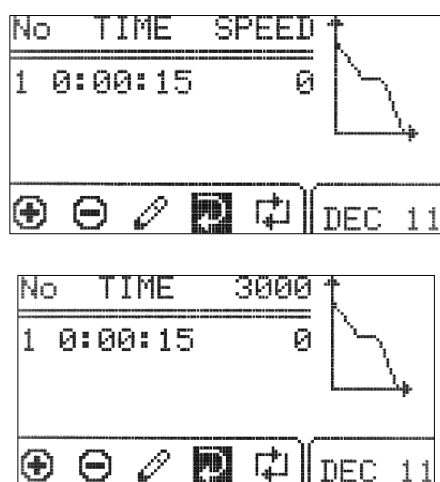 No TIME SPEED
1 0:00:15 0
DEC 11
No TIME 3000
1 0:00:15 0
DEC 11